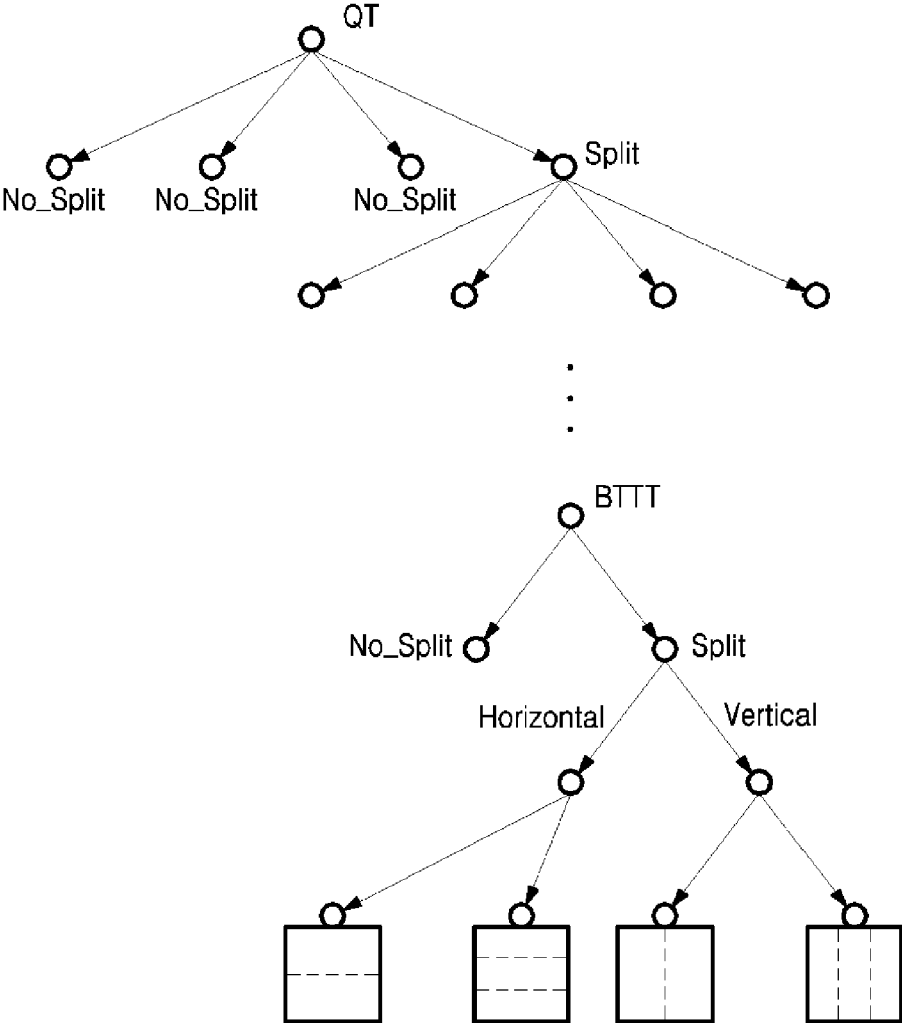 QT
Split
No_Split
No_Split
No_Split
BTTT
No_Split
Split
Horizontal
Vertical